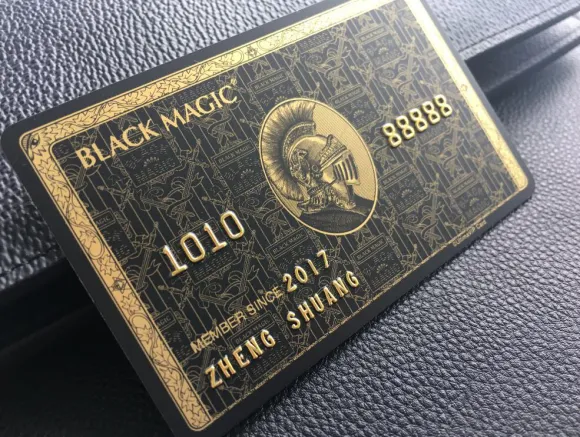 BLACK MAGIC
1010
88888
MEMBER SINCE 2017
ZHENG SHUANG